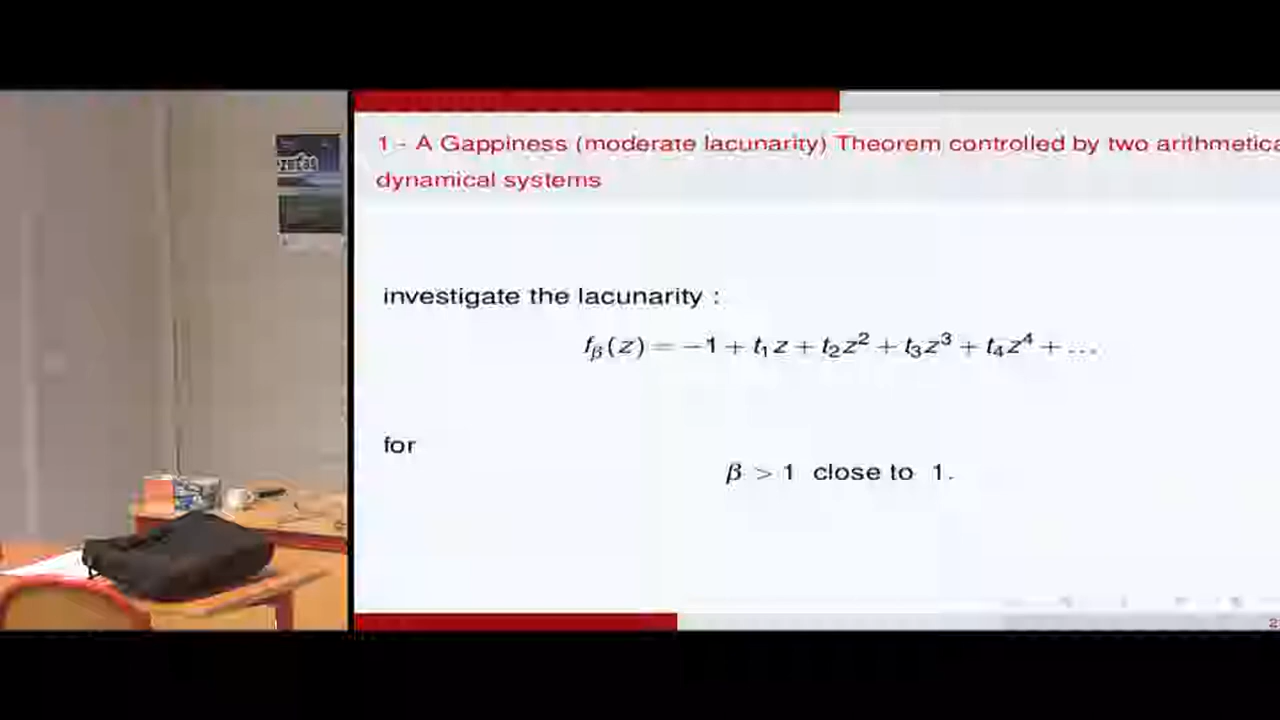 1 - A Gappiness (moderate lacunarity) Theorem controlled by two arithmetica
dynamical systems
investigate the lacunarity :
fβ(z) = −1 + t₁z + t₂z² + t₃z³ + t₄z⁴ + ...
for
β > 1 close to 1.